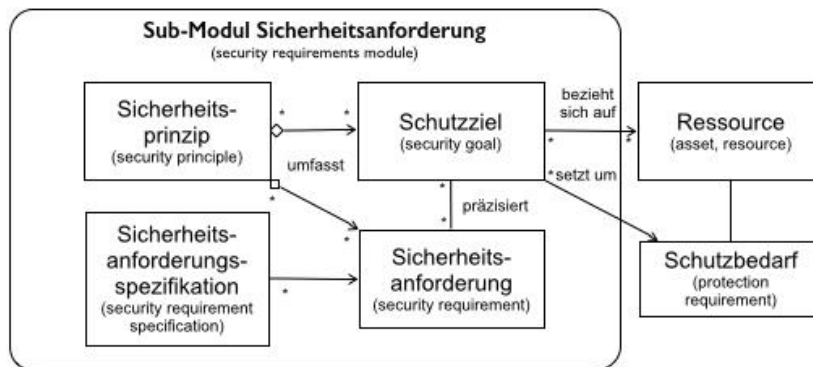 Sub-Modul Sicherheitsanforderung
(security requirements module)
Sicherheits-
prinzip
(security principle)
*
*
umfasst
*
*
Schutzziel
(security goal)
bezieht
sich auf
*
*
Ressource
(asset, resource)
* setzt um
*
*
präzisiert
Sicherheits-
anforderungs-
spezifikation
(security requirement
specification)
*
Sicherheits-
anforderung
(security requirement)
Schutzbedarf
(protection
requirement)